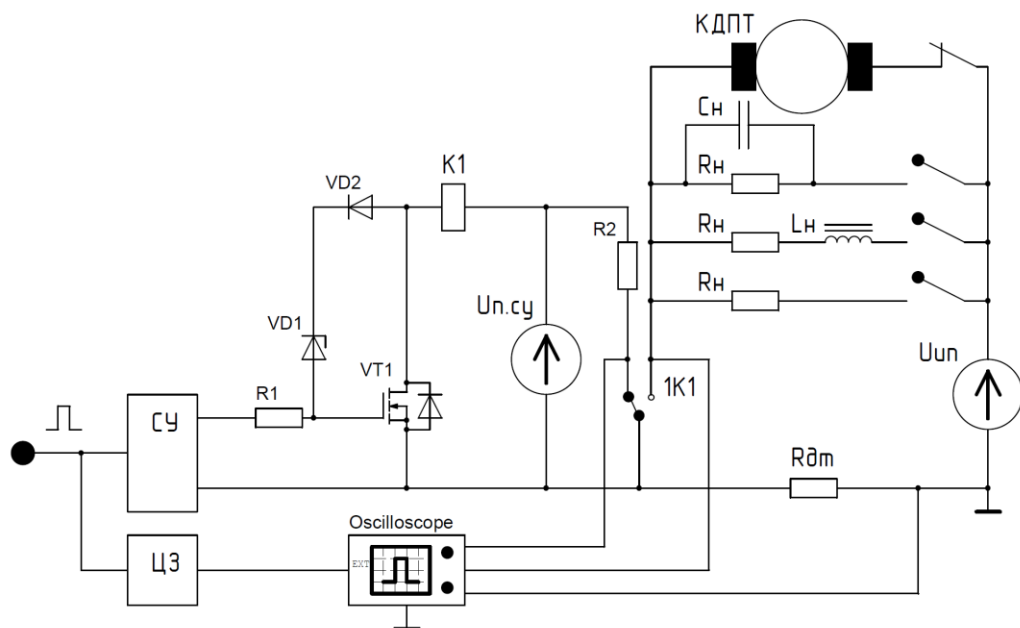 КДПТ
Cн
Rн
Rн
Lн
Rн
Uип
K1
VD2
R2
Uп.су
VD1
VT1
R1
1K1
СУ
Rдт
Oscilloscope
EXT
ЦЗ